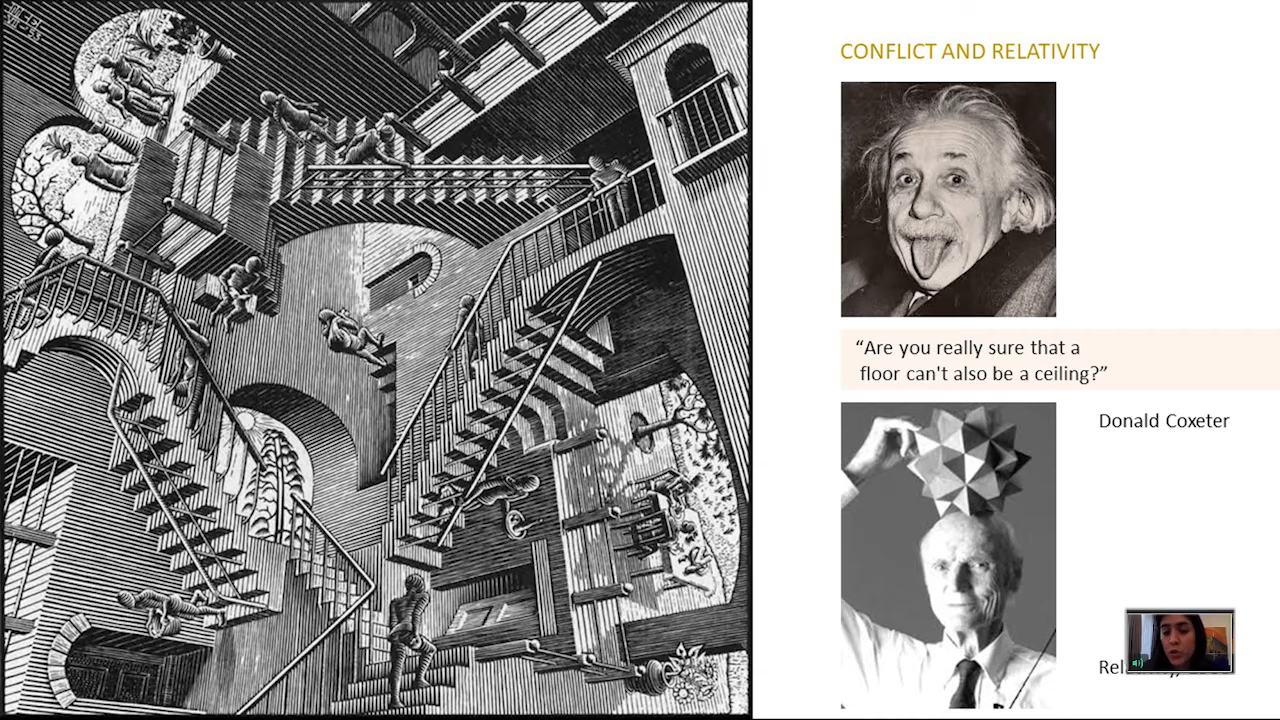 CONFLICT AND RELATIVITY
“Are you really sure that a
floor can't also be a ceiling?”
Donald Coxeter